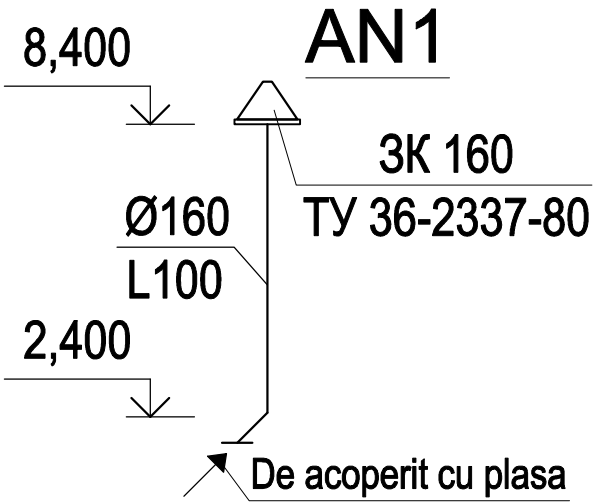 8,400
AN1
ЗК 160
ТУ 36-2337-80
Ø160
L100
2,400
De acoperit cu plasa